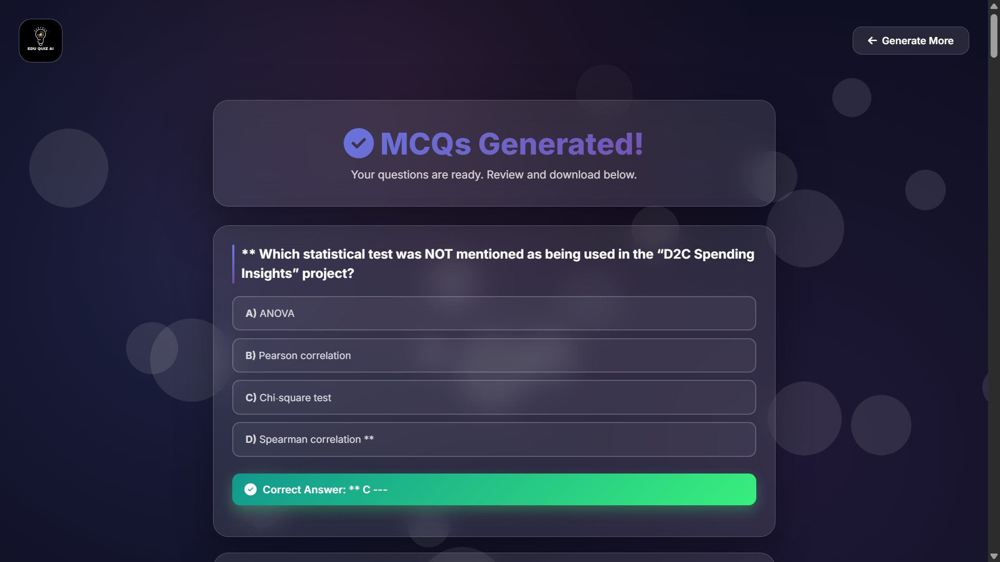 EDU QUIZ AI
Generate More
MCQs Generated!
Your questions are ready. Review and download below.
** Which statistical test was NOT mentioned as being used in the “D2C Spending
Insights” project?
A) ANOVA
B) Pearson correlation
C) Chi-square test
D) Spearman correlation **
Correct Answer: ** C ---